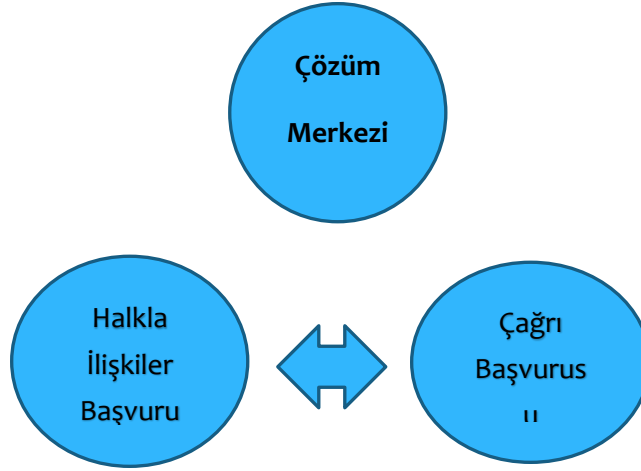 Çözüm
Merkezi
Halkla
İlişkiler
Başvuru
Çağrı
Başvurus
u